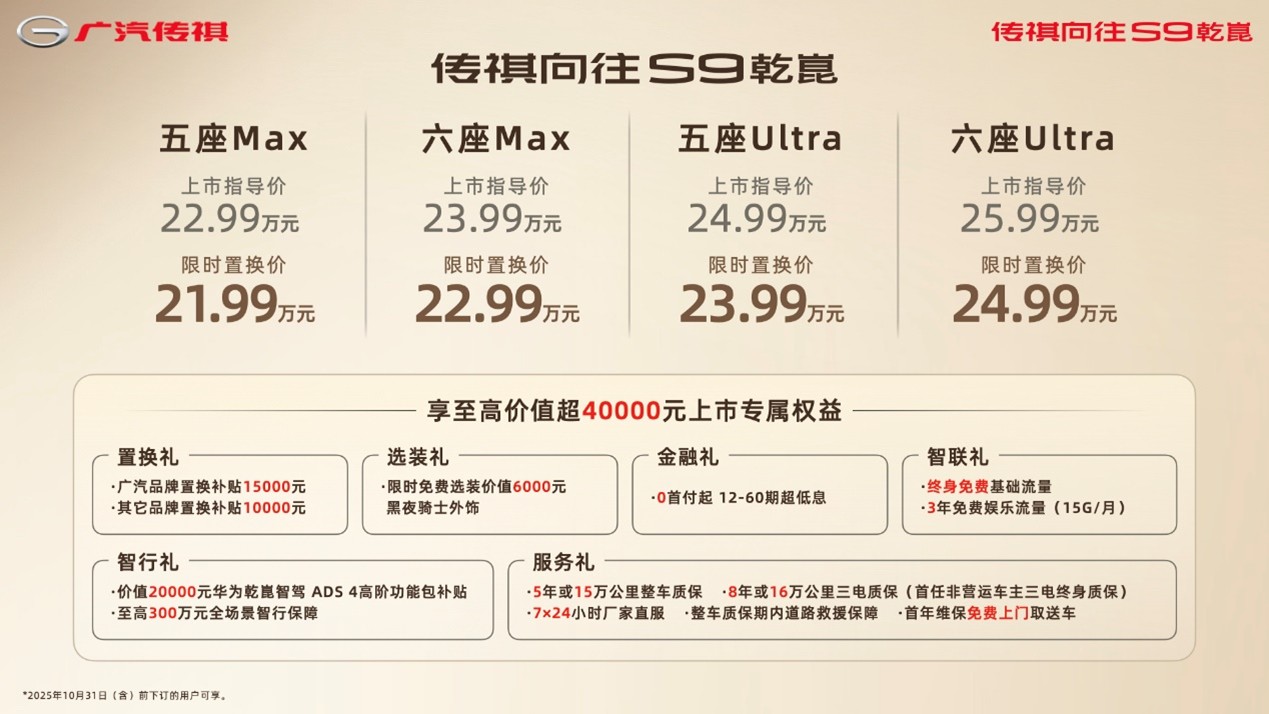 广汽传祺
传祺向往S9乾崑
传祺向往S9乾崑
五座Max
上市指导价
22.99万元
限时置换价
21.99万元
六座Max
上市指导价
23.99万元
限时置换价
22.99万元
五座Ultra
上市指导价
24.99万元
限时置换价
23.99万元
六座Ultra
上市指导价
25.99万元
限时置换价
24.99万元
享至高价值超40000元上市专属权益
置换礼
·广汽品牌置换补贴15000元
·其它品牌置换补贴10000元
选装礼
·限时免费选装价值6000元
黑夜骑士外饰
金融礼
·0首付起 12-60期超低息
智联礼
·终身免费基础流量
·3年免费娱乐流量（15G/月）
智行礼
·价值20000元华为乾崑智驾 ADS 4高阶功能包补贴
·至高300万元全场景智行保障
服务礼
·5年或15万公里整车质保 ·8年或16万公里三电质保（首任非营运车主三电终身质保）
·7×24小时厂家直服 ·整车质保期内道路救援保障 ·首年维保免费上门取送车
*2025年10月31日（含）前下订的用户可享。